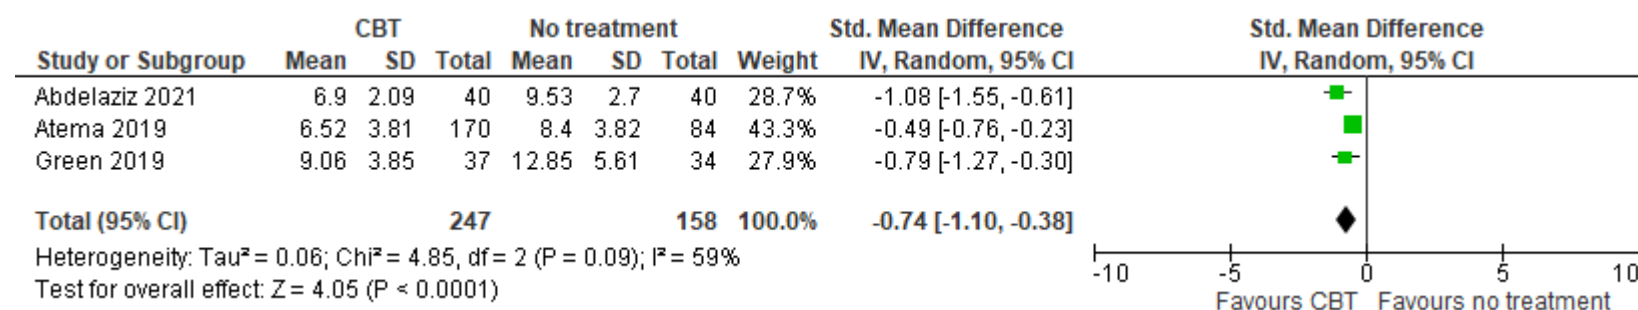 CBT No treatment Std. Mean Difference Std. Mean Difference
Study or Subgroup Mean SD Total Mean SD Total Weight IV, Random, 95% CI IV, Random, 95% CI
Abdelaziz 2021 6.9 2.09 40 9.53 2.7 40 28.7% -1.08 [-1.55, -0.61]
Atema 2019 6.52 3.81 170 8.4 3.82 84 43.3% -0.49 [-0.76, -0.23]
Green 2019 9.06 3.85 37 12.85 5.61 34 27.9% -0.79 [-1.27, -0.30]
Total (95% CI) 247 158 100.0% -0.74 [-1.10, -0.38]
Heterogeneity: Tau² = 0.06; Chi² = 4.85, df = 2 (P = 0.09); I² = 59%
Test for overall effect: Z = 4.05 (P < 0.0001)
-10 -5 0 5 10
Favours CBT Favours no treatment